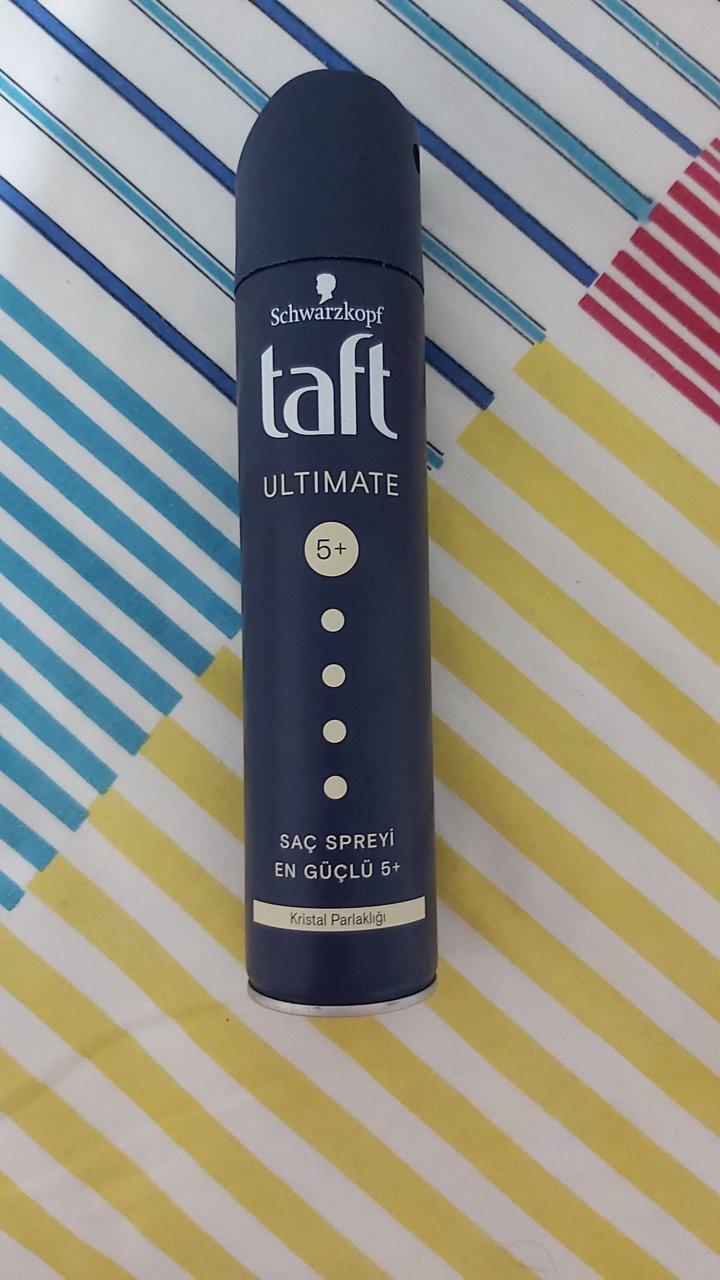 Schwarzkopf
taft
ULTIMATE
5+
SAÇ SPREYİ
EN GÜÇLÜ 5+
Kristal Parlaklığı